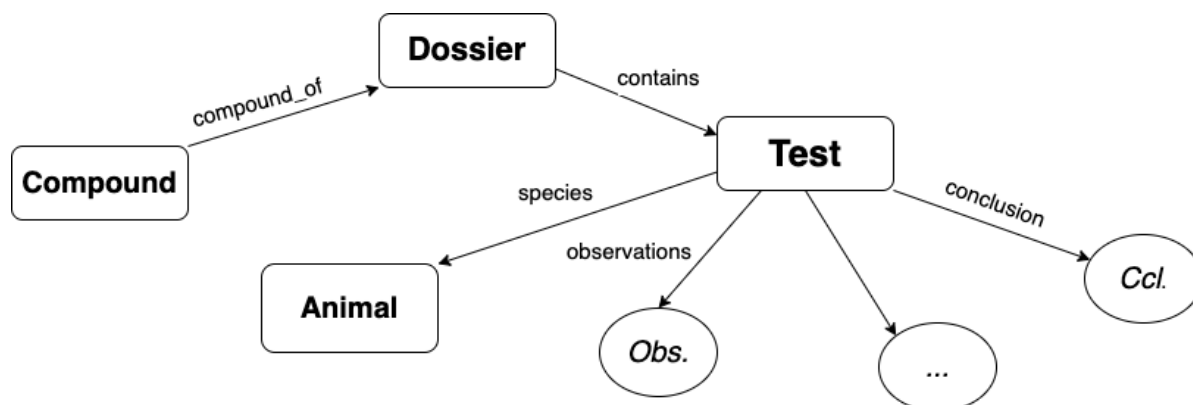 Dossier
compound_of
contains
Test
Compound
species
conclusion
observations
Ccl.
Animal
Obs.
...